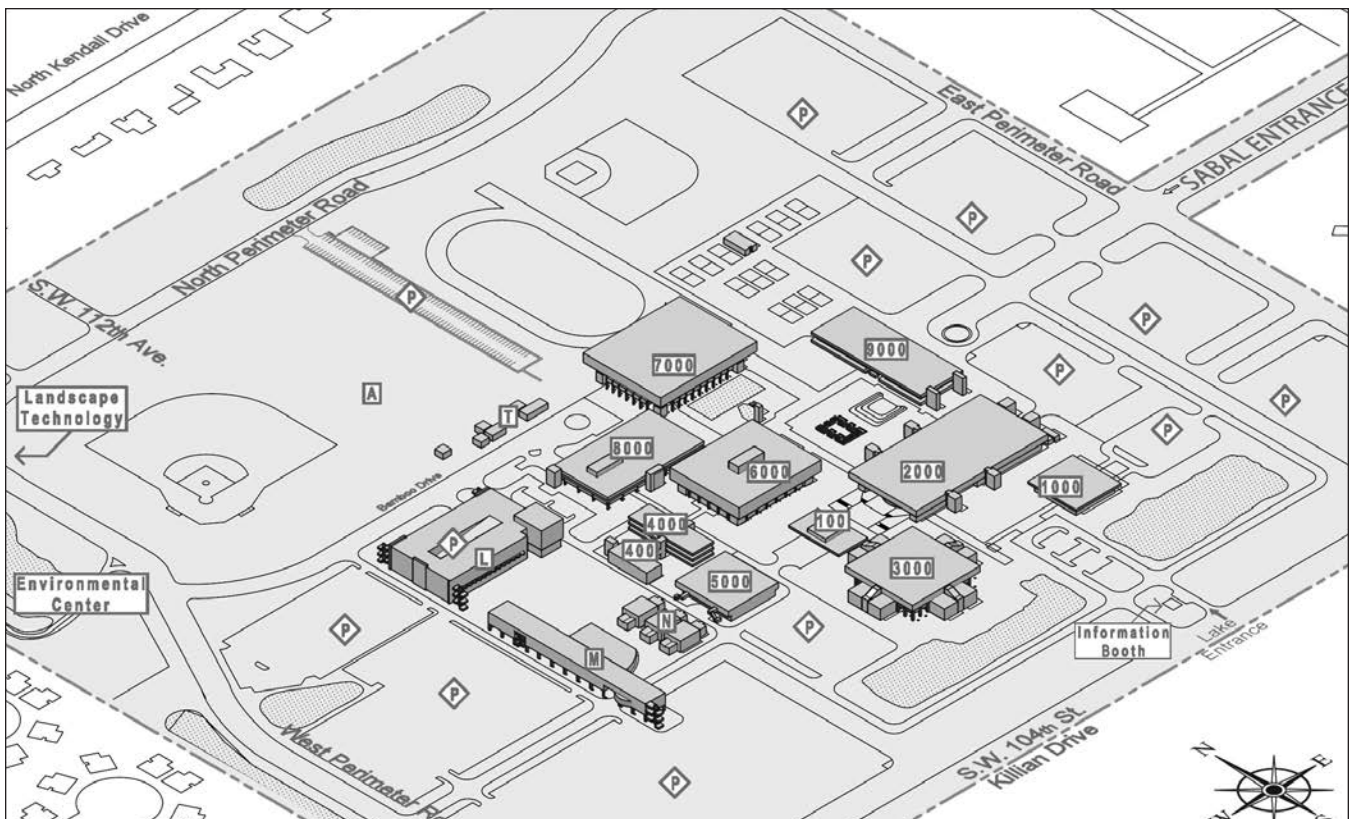 North Kendall Drive
East Perimeter Road
SABAL ENTRANCE
P
P
North Perimeter Road
P
P
S.W. 112th Ave.
P
9000
7000
P
A
Landscape
Technology
P
T
P
8000
6000
2000
1000
Bamboo Drive
4000
100
P
L
400
3000
5000
Environmental
Center
N
P
P
Information
Booth
Lake
Entrance
M
P
West Perimeter R
S.W. 104th St.
Killian Drive
P
N
E
W
S